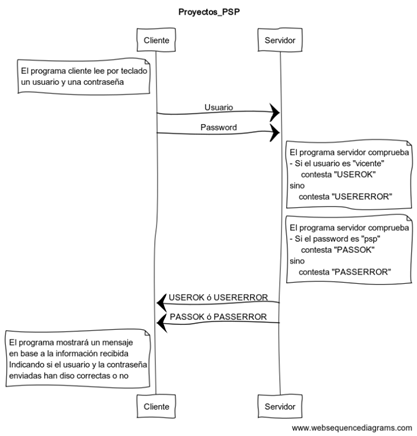 Proyectos_PSP
Cliente
Servidor
El programa cliente lee por teclado
un usuario y una contraseña
Usuario
Password
El programa servidor comprueba
- Si el usuario es "vicente"
contesta "USEROK"
sino
contesta "USERERROR"
El programa servidor comprueba
- Si el password es "psp"
contesta "PASSOK"
sino
contesta "PASSERROR"
USEROK ó USERERROR
PASSOK ó PASSERROR
El programa mostrará un mensaje
en base a la información recibida
Indicando si el usuario y la contraseña
enviadas han diso correctas o no
Cliente
Servidor
www.websequencediagrams.com